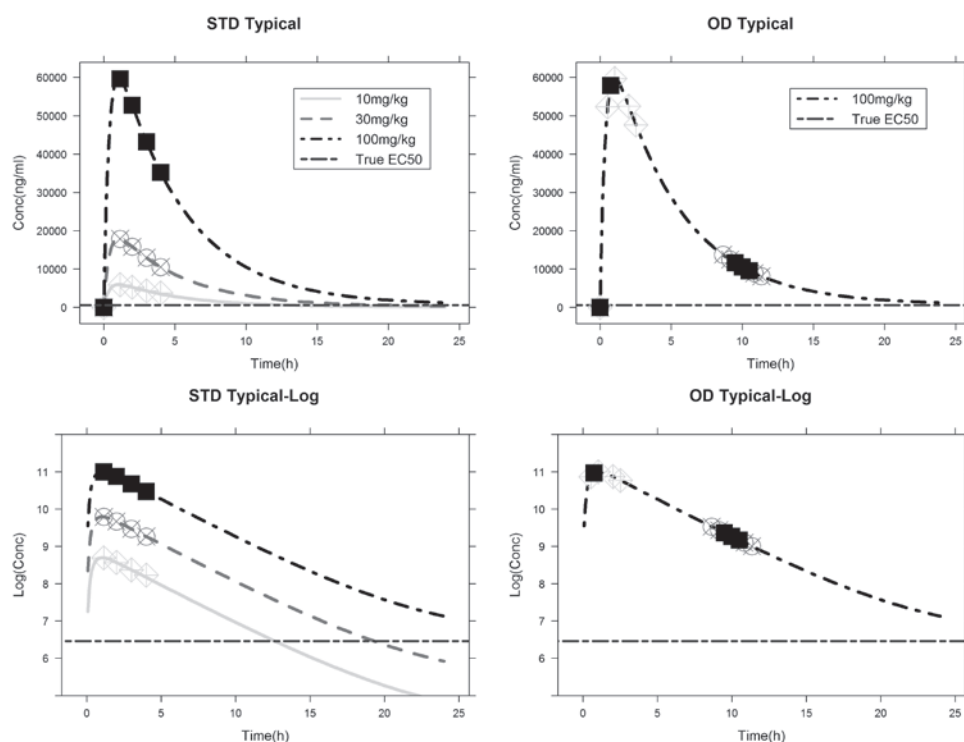 STD Typical
60000
50000
40000
30000
20000
10000
0
Conc(ng/ml)
10mg/kg
30mg/kg
100mg/kg
True EC50
0 5 10 15 20 25
Time(h)
OD Typical
60000
50000
40000
30000
20000
10000
0
Conc(ng/ml)
100mg/kg
True EC50
0 5 10 15 20 25
Time(h)
STD Typical-Log
11
10
9
8
7
6
Log(Conc)
0 5 10 15 20 25
Time(h)
OD Typical-Log
11
10
9
8
7
6
Log(Conc)
0 5 10 15 20 25
Time(h)